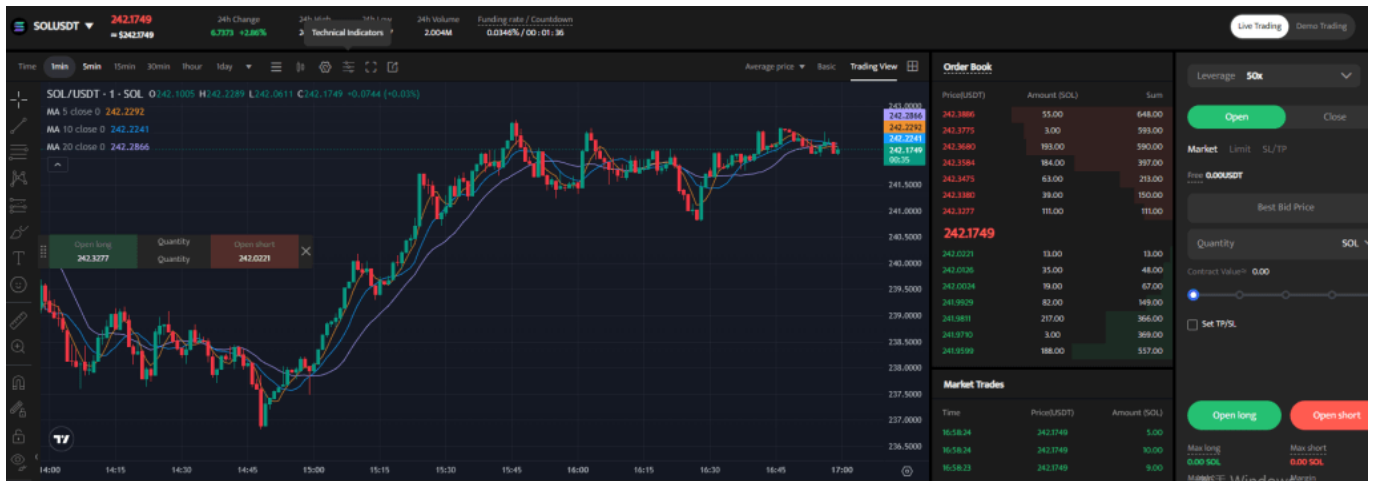 SOLUSDT 242.1749 24h Change 24h High 24h Low 24h Volume Funding rate / Countdown Live Trading Demo Trading
≈ $242.1749 6.7373 +2.86% 2.004M 0.0346% / 00 : 01 : 36
Technical Indicators
Time 1min 5min 15min 30min 1hour 1day Average price Basic Trading View
SOL/USDT · 1 · SOL O242.1005 H242.2289 L242.0611 C242.1749 +0.0744 (+0.03%)
MA 5 close 0 242.2292
MA 10 close 0 242.2241
MA 20 close 0 242.2866
243.0000
242.2866
242.2292
242.2241
242.1749
00:35
241.5000
241.0000
240.5000
240.0000
239.5000
239.0000
238.5000
238.0000
237.5000
237.0000
236.5000
Open long Quantity Open short
242.3277 Quantity 242.0221
14:00 14:15 14:30 14:45 15:00 15:15 15:30 15:45 16:00 16:15 16:30 16:45 17:00
Order Book
Price(USDT) Amount (SOL) Sum
242.3886 55.00 648.00
242.3775 3.00 593.00
242.3680 193.00 590.00
242.3584 184.00 397.00
242.3475 63.00 213.00
242.3380 39.00 150.00
242.3277 111.00 111.00
242.1749
242.0221 13.00 13.00
242.0126 35.00 48.00
242.0024 19.00 67.00
241.9929 82.00 149.00
241.9811 217.00 366.00
241.9710 3.00 369.00
241.9599 188.00 557.00
Market Trades
Time Price(USDT) Amount (SOL)
16:58:24 242.1749 5.00
16:58:24 242.1749 10.00
16:58:23 242.1749 9.00
Leverage 50x
Open Close
Market Limit SL/TP
Free 0.00USDT
Best Bid Price
Quantity SOL
Contract Value≈ 0.00
Set TP/SL
Open long Open short
Max long Max short
0.00 SOL 0.00 SOL
Margin